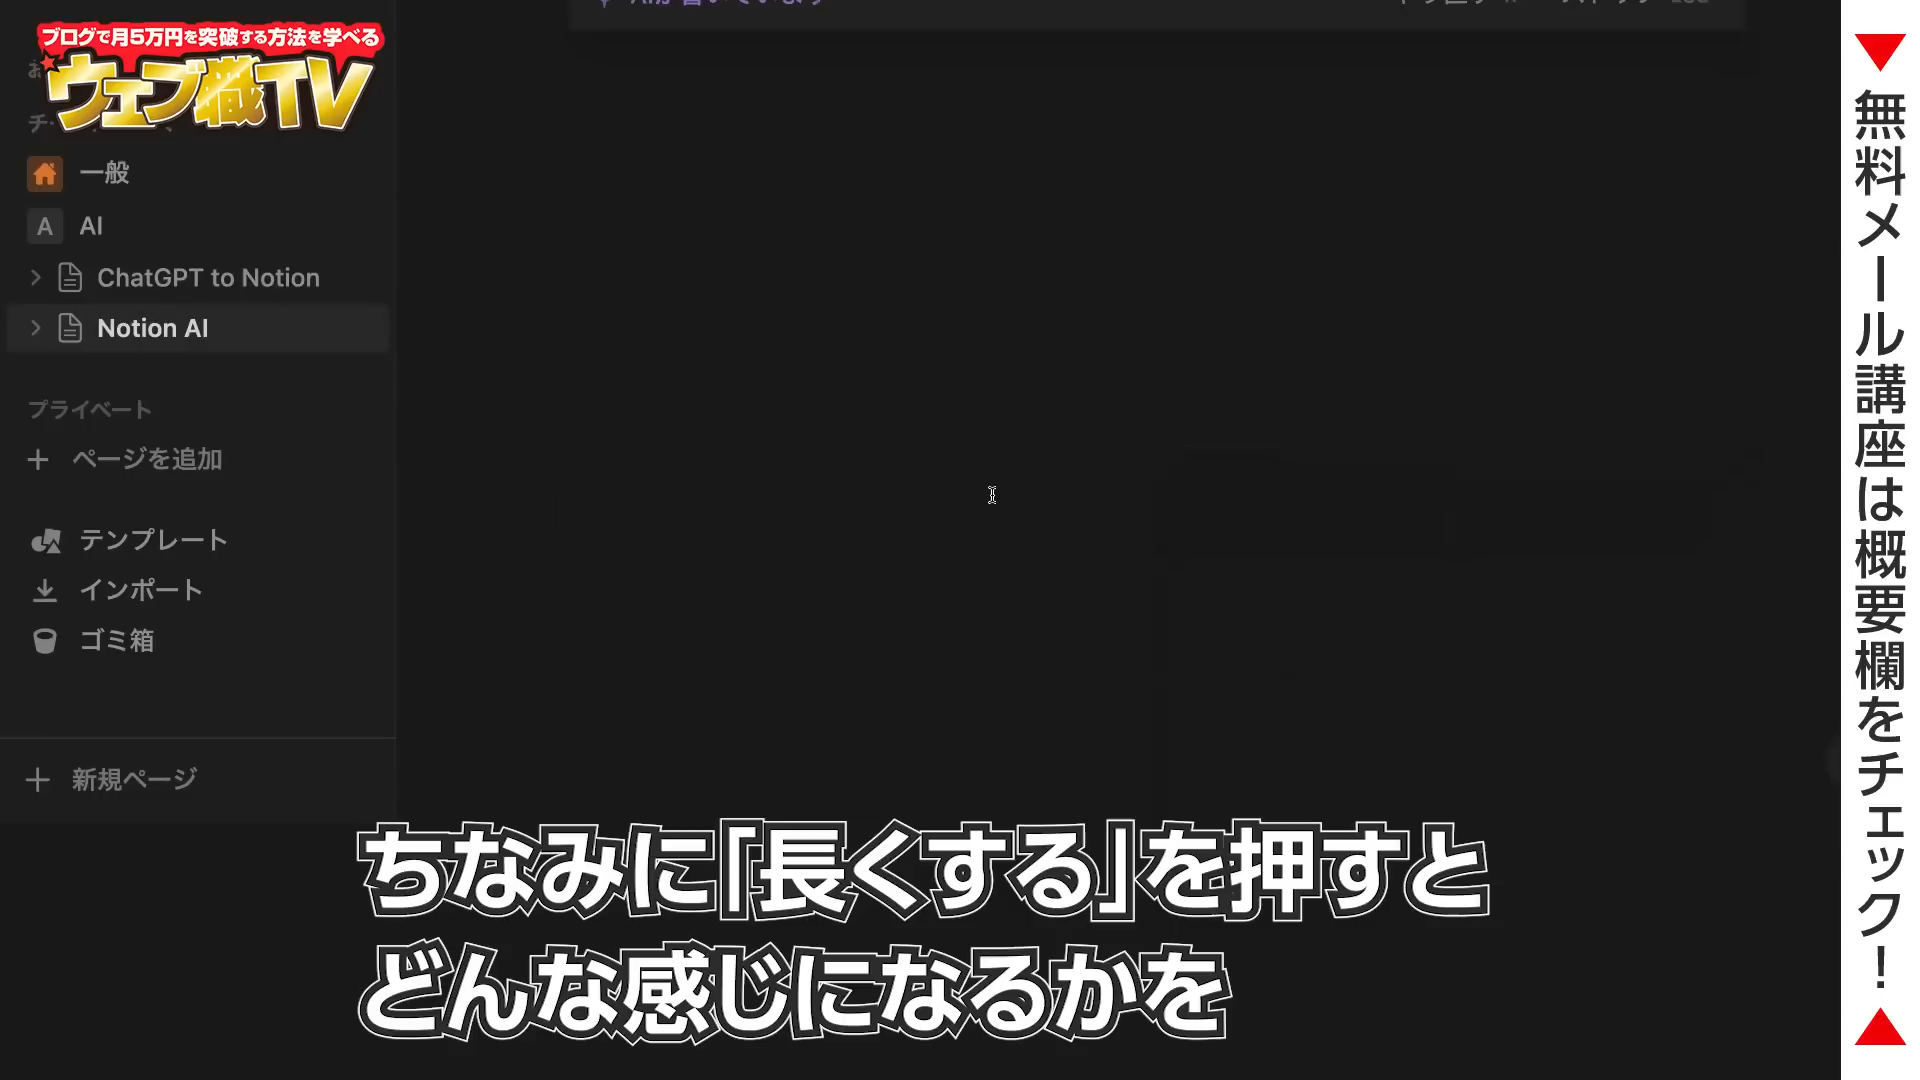 ブログで月5万円を突破する方法を学べる
ウェブ職TV
一般
A AI
ChatGPT to Notion
Notion AI
プライベート
ページを追加
テンプレート
インポート
ゴミ箱
新規ページ
ちなみに「長くする」を押すと
どんな感じになるかを
▼無料メール講座は概要欄をチェック!▲